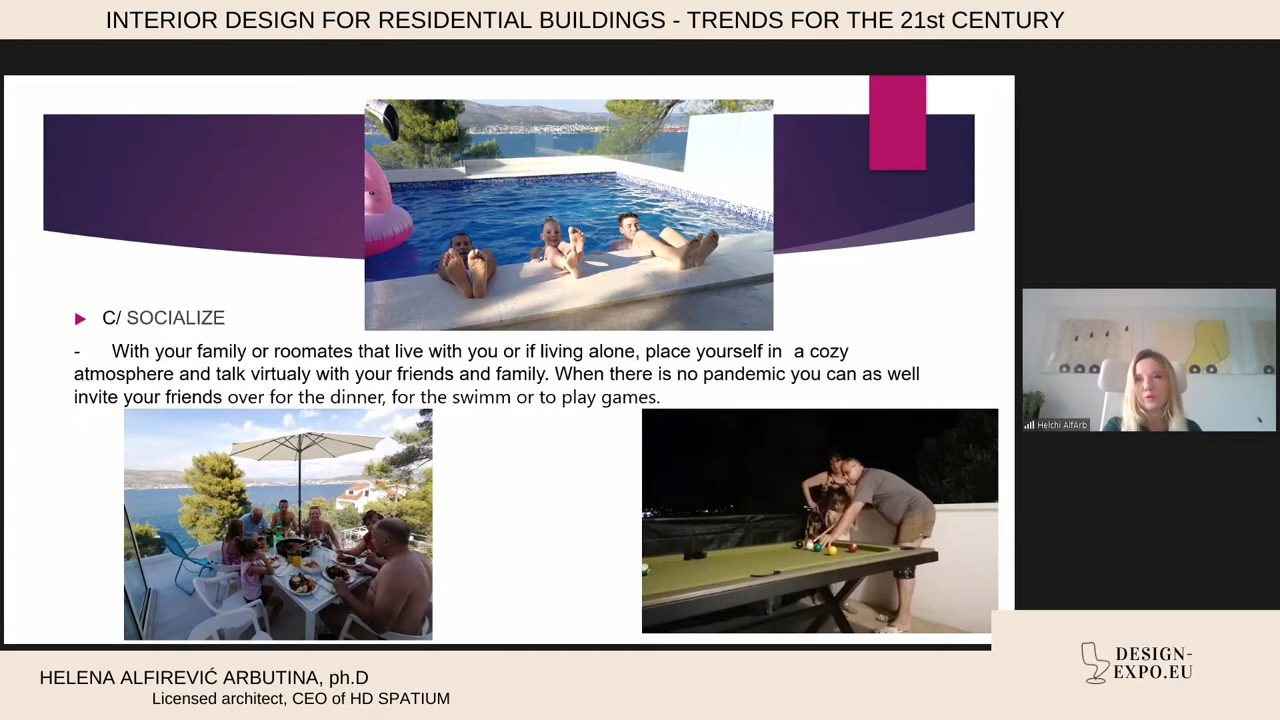 INTERIOR DESIGN FOR RESIDENTIAL BUILDINGS - TRENDS FOR THE 21st CENTURY
C/ SOCIALIZE
- With your family or roomates that live with you or if living alone, place yourself in a cozy
atmosphere and talk virtualy with your friends and family. When there is no pandemic you can as well
invite your friends over for the dinner, for the swimm or to play games.
Helchi AlfArb
HELENA ALFIREVIĆ ARBUTINA, ph.D
Licensed architect, CEO of HD SPATIUM
DESIGN-
EXPO.EU